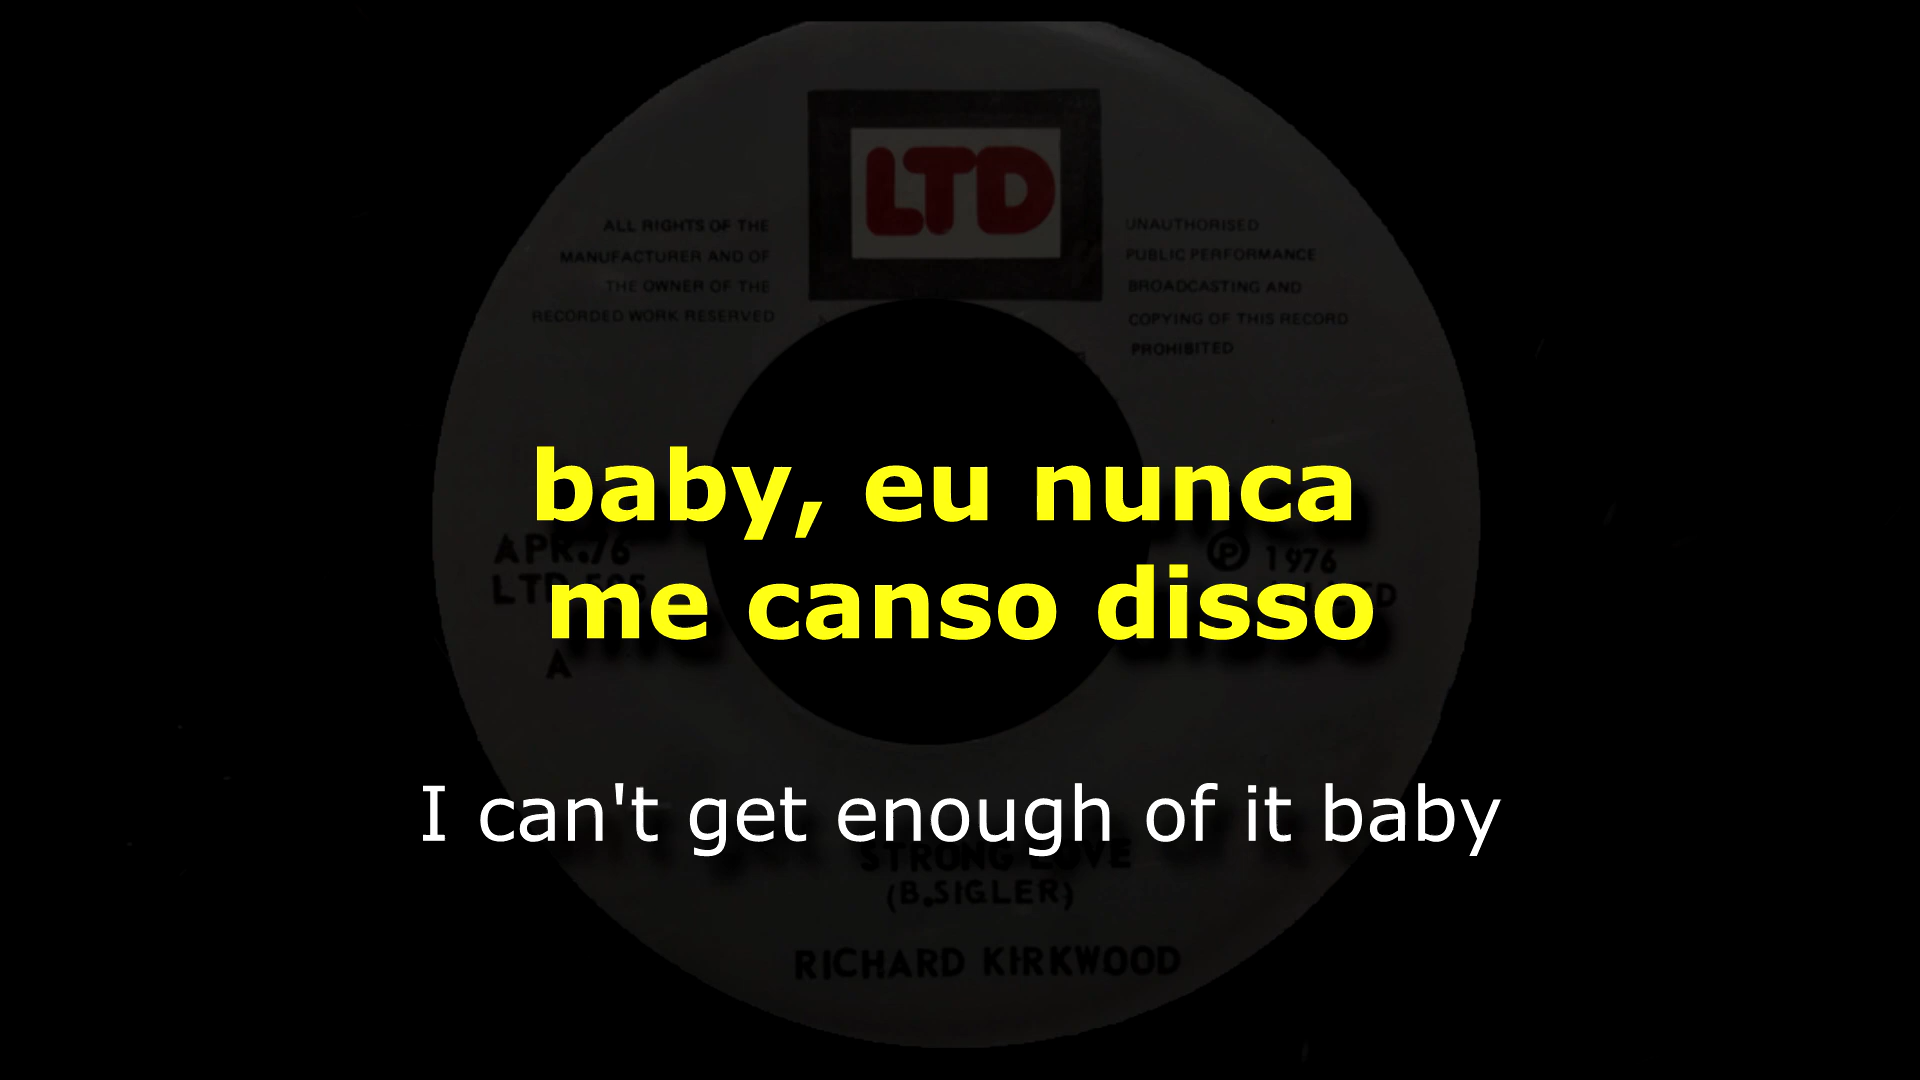 LTD
ALL RIGHTS OF THE
MANUFACTURER AND OF
THE OWNER OF THE
RECORDED WORK RESERVED
UNAUTHORISED
PUBLIC PERFORMANCE
BROADCASTING AND
COPYING OF THIS RECORD
PROHIBITED
baby, eu nunca
me canso disso
APR.76
℗ 1976
A
I can't get enough of it baby
STRONG LOVE
(B.SIGLER)
RICHARD KIRKWOOD